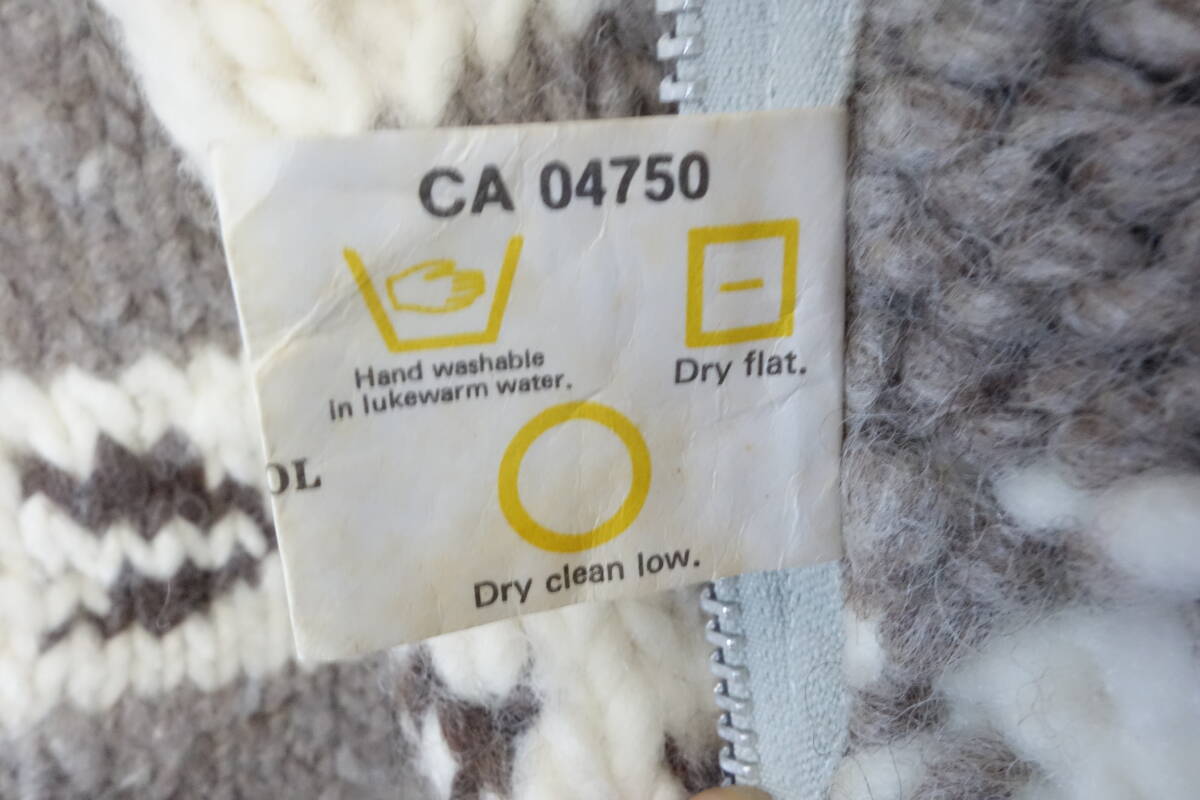 CA 04750
Hand washable
in lukewarm water.
Dry flat.
OL
Dry clean low.